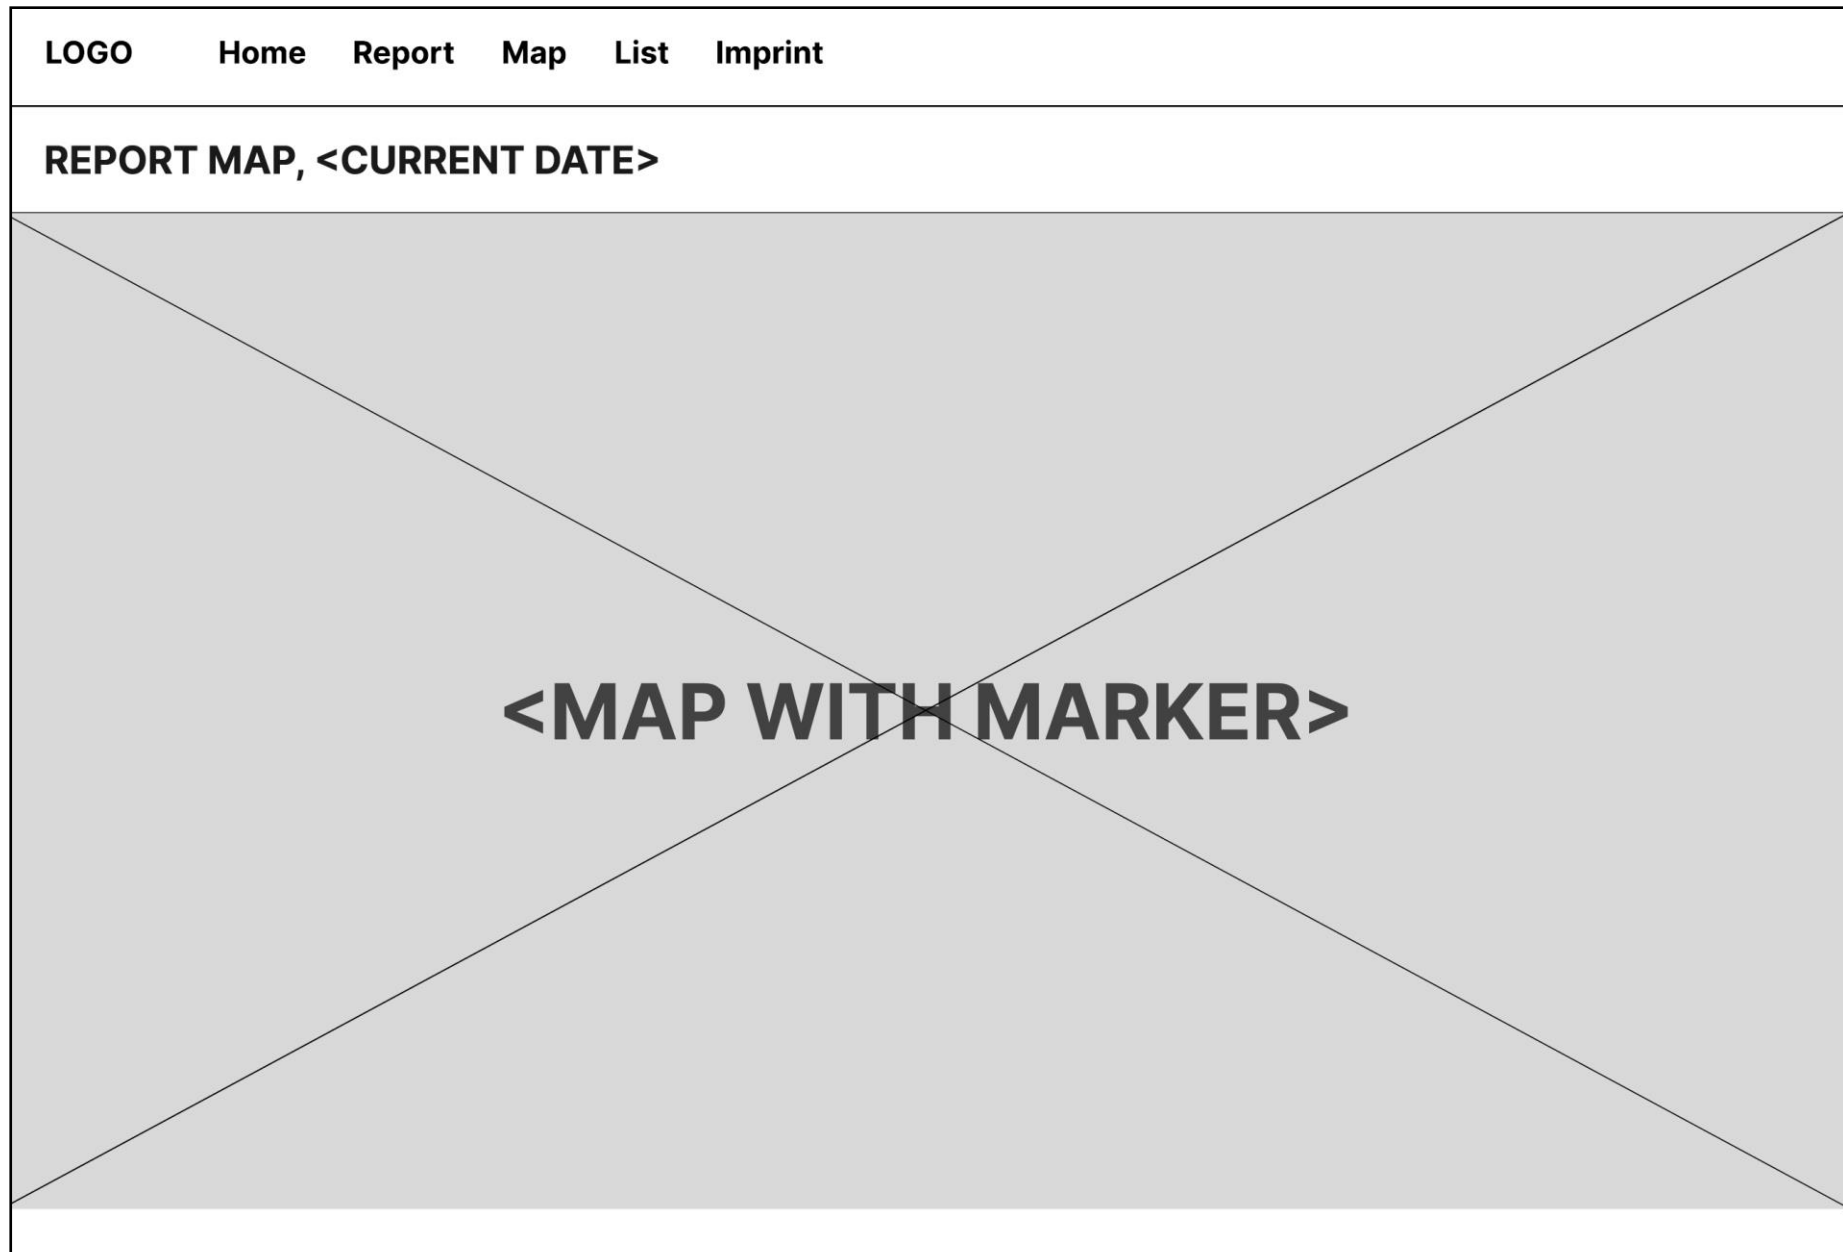 LOGO Home Report Map List Imprint
REPORT MAP, <CURRENT DATE>
<MAP WITH MARKER>